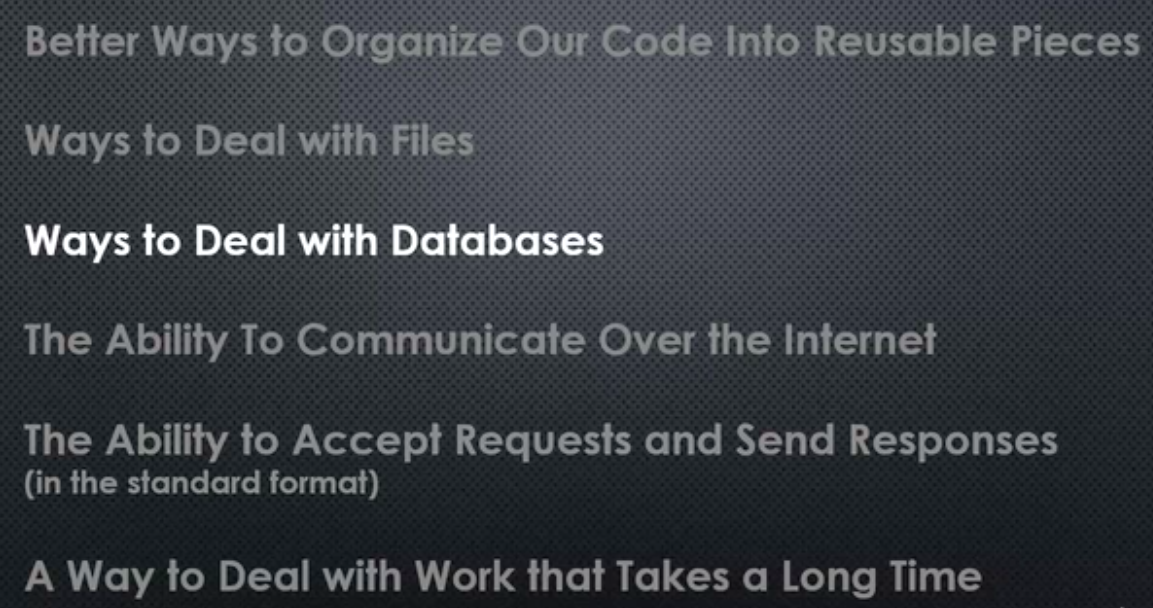 Better Ways to Organize Our Code Into Reusable Pieces
Ways to Deal with Files
Ways to Deal with Databases
The Ability To Communicate Over the Internet
The Ability to Accept Requests and Send Responses
(in the standard format)
A Way to Deal with Work that Takes a Long Time